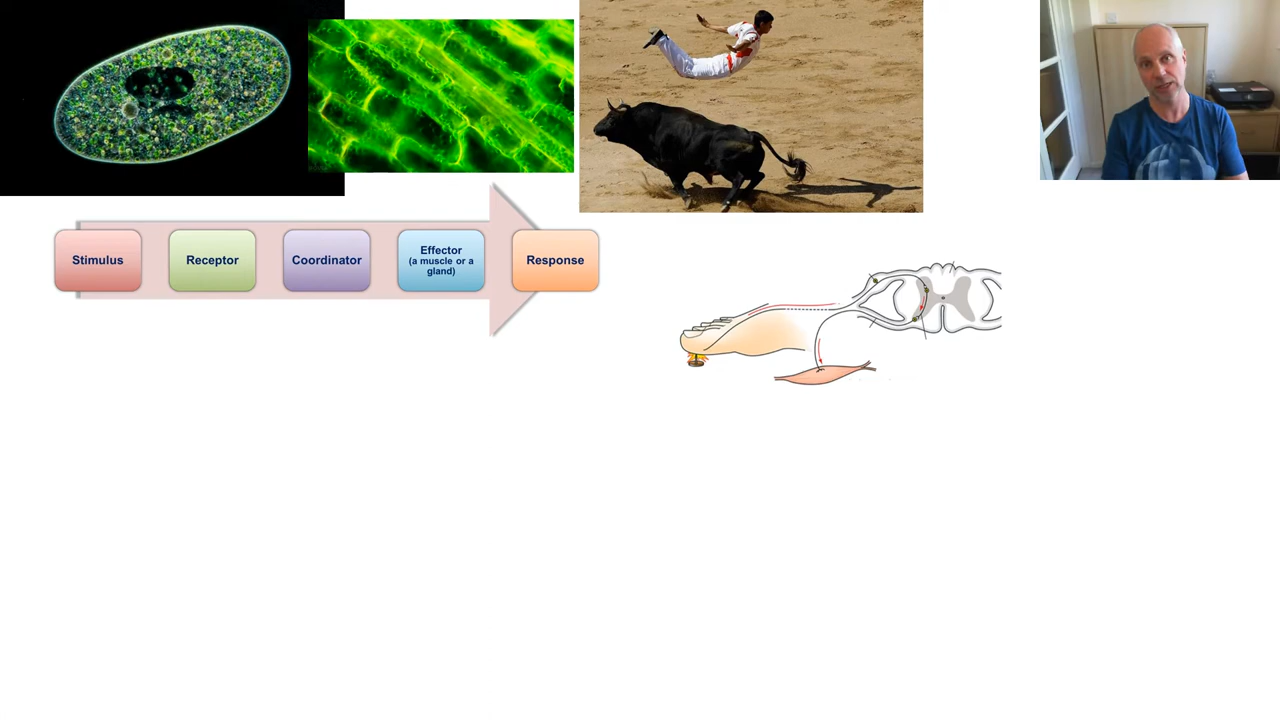 Stimulus
Receptor
Coordinator
Effector
(a muscle or a
gland)
Response